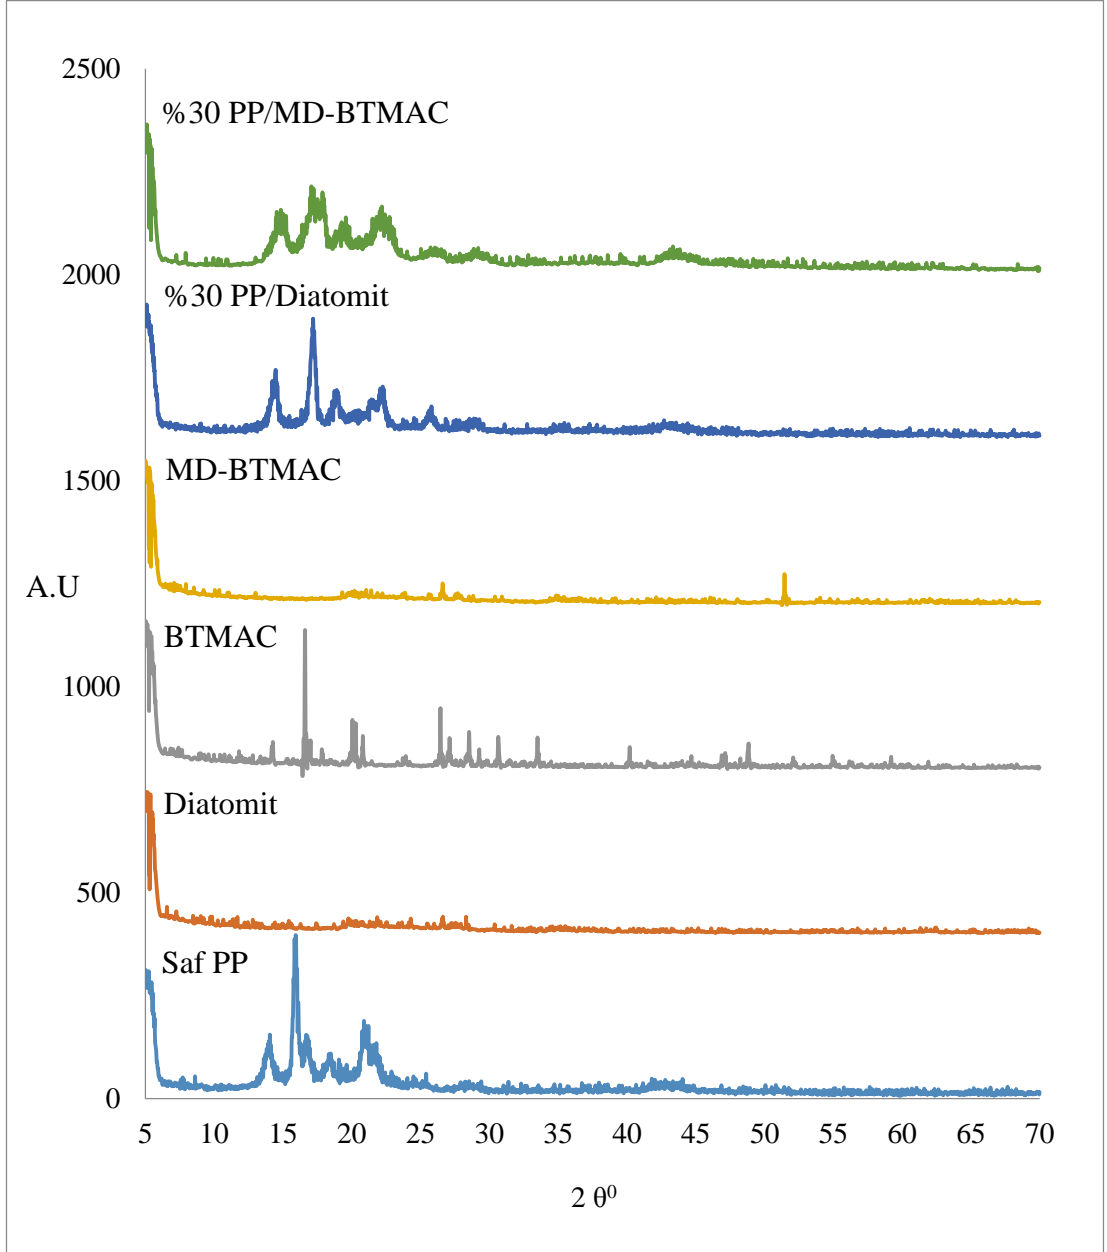 2500
%30 PP/MD-BTMAC
2000
%30 PP/Diatomit
1500
MD-BTMAC
A.U
BTMAC
1000
Diatomit
500
Saf PP
0
5 10 15 20 25 30 35 40 45 50 55 60 65 70
2 θ⁰